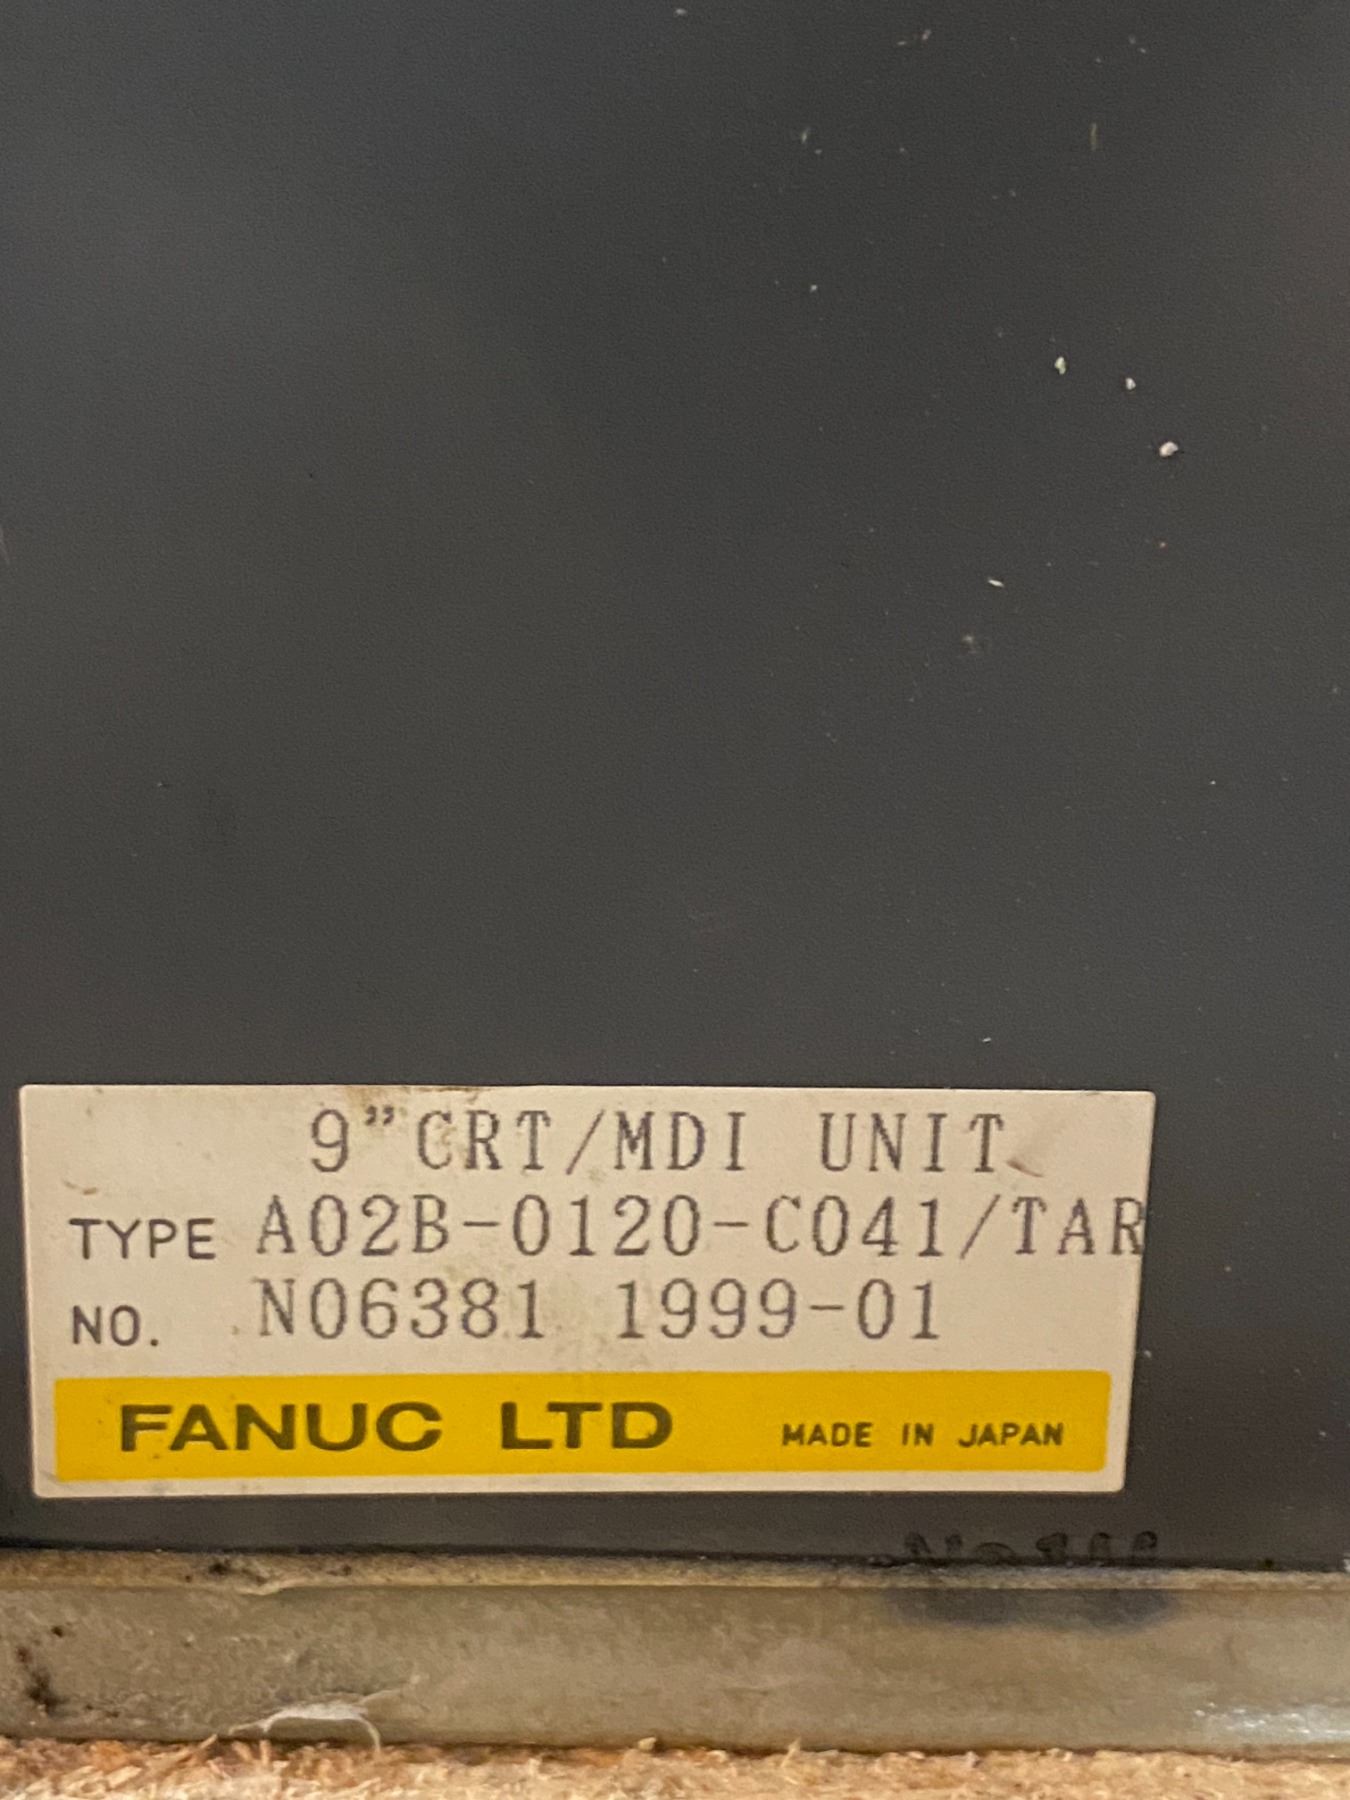 9”CRT/MDI UNIT
TYPE A02B-0120-C041/TAR
NO. N06381 1999-01
FANUC LTD MADE IN JAPAN